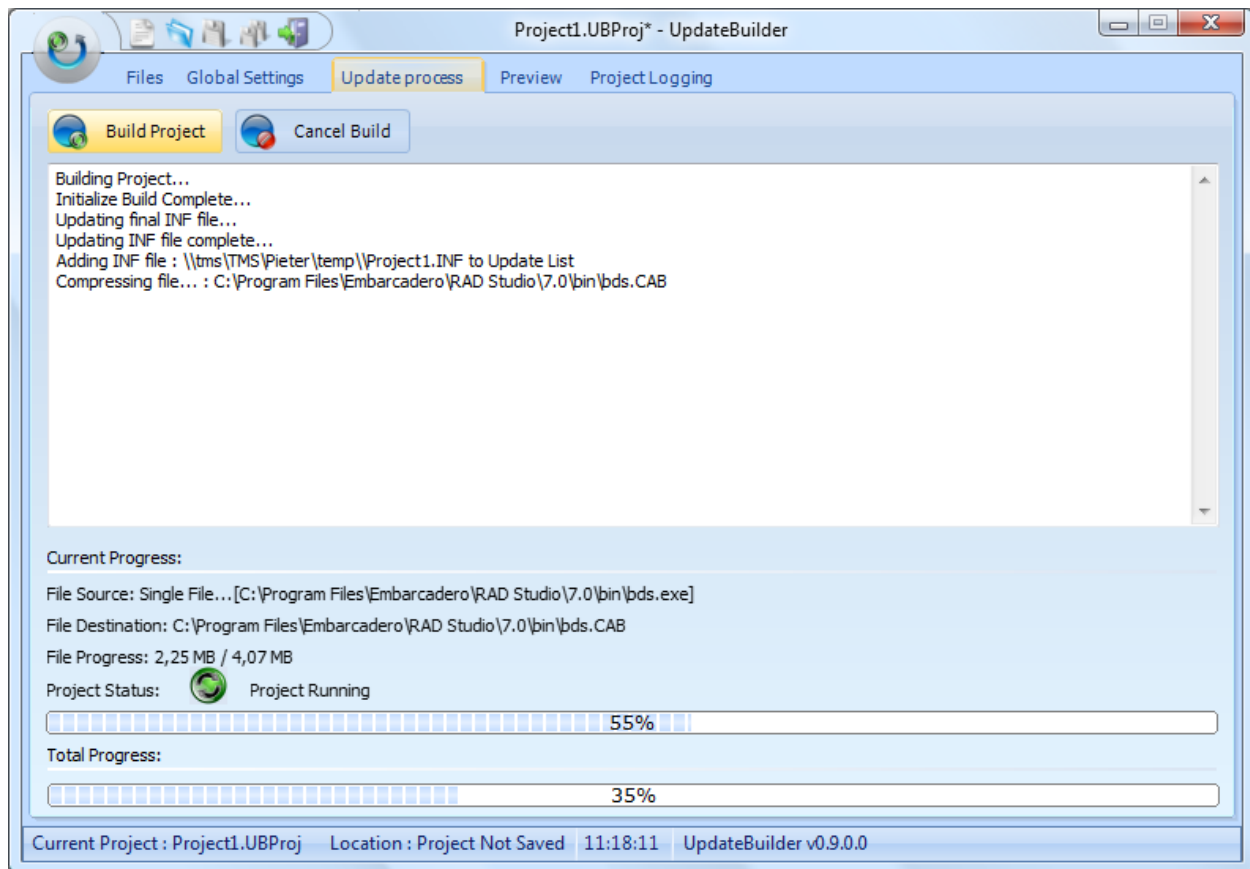 Project1.UBProj* - UpdateBuilder
Files Global Settings Update process Preview Project Logging
Build Project Cancel Build
Building Project...
Initialize Build Complete...
Updating final INF file...
Updating INF file complete...
Adding INF file : \\tms\TMS\Pieter\temp\\Project1.INF to Update List
Compressing file... : C:\Program Files\Embarcadero\RAD Studio\7.0\bin\bds.CAB
Current Progress:
File Source: Single File...[C:\Program Files\Embarcadero\RAD Studio\7.0\bin\bds.exe]
File Destination: C:\Program Files\Embarcadero\RAD Studio\7.0\bin\bds.CAB
File Progress: 2,25 MB / 4,07 MB
Project Status: Project Running
55%
Total Progress:
35%
Current Project : Project1.UBProj Location : Project Not Saved 11:18:11 UpdateBuilder v0.9.0.0